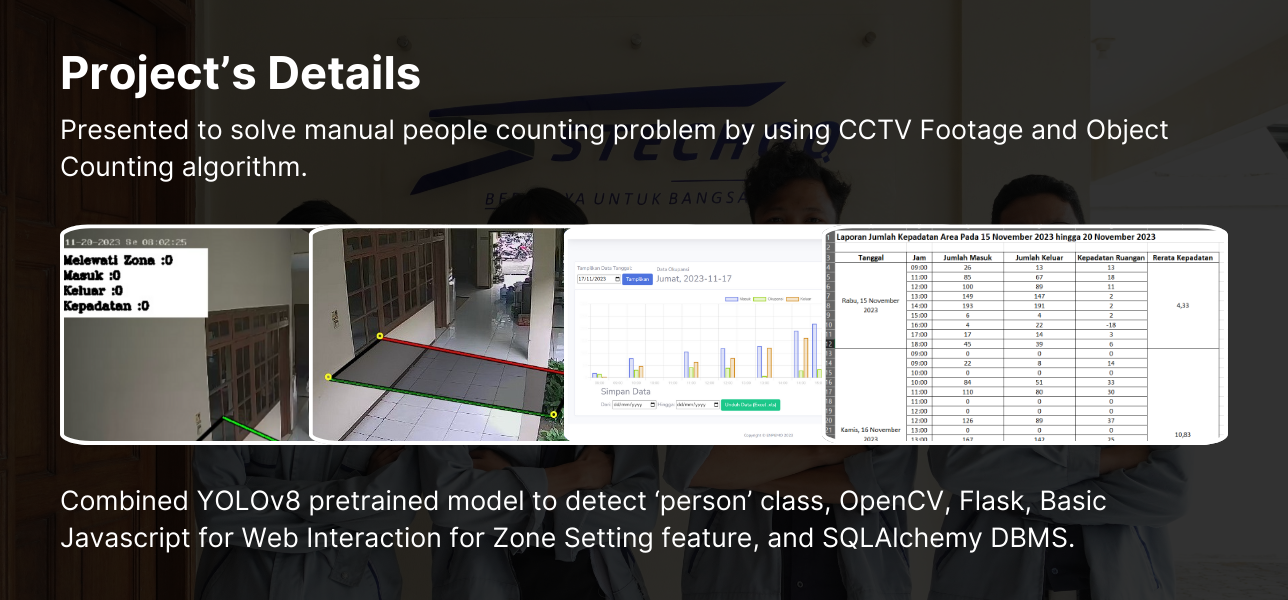 Project’s Details
Presented to solve manual people counting problem by using CCTV Footage and Object
Counting algorithm.
STECHOQ
UNTUK BANGSA
11-20-2023 08:02:25
Melewati Zona :0
Masuk :0
Keluar :0
Kepadatan :0
Tampilkan Data Tanggal:
17/11/2023 Tampilkan
Data Okupansi
Jumat, 2023-11-17
Masuk Okupansi Keluar
Simpan Data
Dari dd/mm/yyyy Hingga dd/mm/yyyy Unduh Data (Excel .xls)
Laporan Jumlah Kepadatan Area Pada 15 November 2023 hingga 20 November 2023
Tanggal Jam Jumlah Masuk Jumlah Keluar Kepadatan Ruangan Rerata Kepadatan
Rabu, 15 November
2023
09:00 26 13 13
11:00 85 67 18
12:00 100 89 11
13:00 149 147 2
14:00 193 191 2
15:00 6 4 2
16:00 4 22 -18
17:00 17 14 3
18:00 45 39 6
4,33
Kamis, 16 November
2023
09:00 0 0 0
09:00 22 8 14
10:00 0 0 0
10:00 84 51 33
11:00 110 80 30
11:00 0 0 0
12:00 0 0 0
12:00 126 89 37
13:00 0 0 0
13:00 167 142 25
10,83
Combined YOLOv8 pretrained model to detect ‘person’ class, OpenCV, Flask, Basic
Javascript for Web Interaction for Zone Setting feature, and SQLAlchemy DBMS.